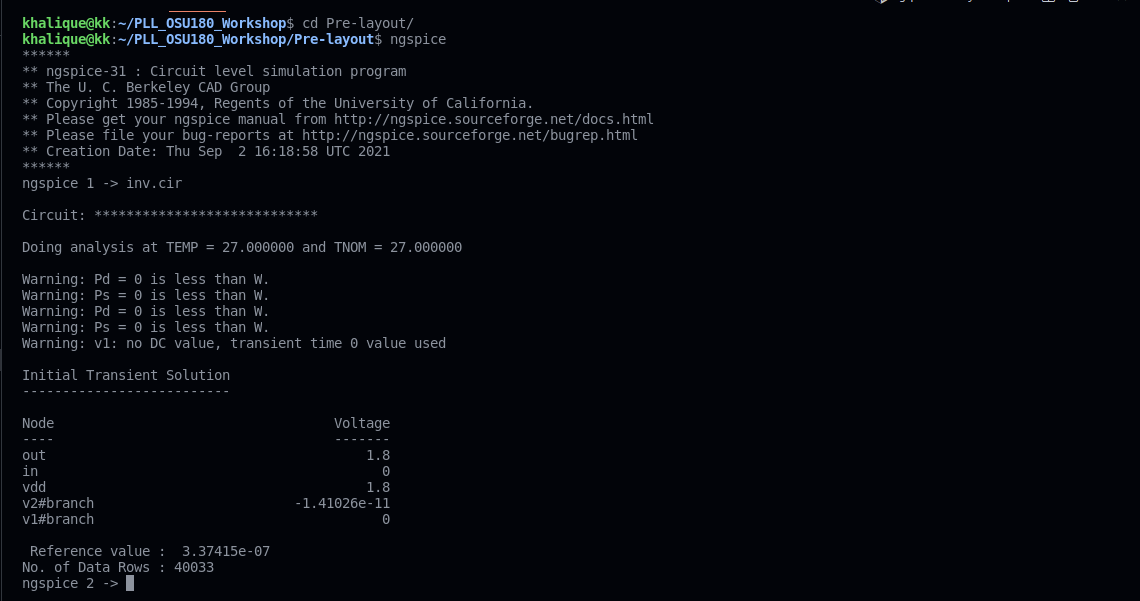 khalique@kk:~/PLL_OSU180_Workshop$ cd Pre-layout/
khalique@kk:~/PLL_OSU180_Workshop/Pre-layout$ ngspice
******
** ngspice-31 : Circuit level simulation program
** The U. C. Berkeley CAD Group
** Copyright 1985-1994, Regents of the University of California.
** Please get your ngspice manual from http://ngspice.sourceforge.net/docs.html
** Please file your bug-reports at http://ngspice.sourceforge.net/bugrep.html
** Creation Date: Thu Sep  2 16:18:58 UTC 2021
******
ngspice 1 -> inv.cir
Circuit: ****************************
Doing analysis at TEMP = 27.000000 and TNOM = 27.000000
Warning: Pd = 0 is less than W.
Warning: Ps = 0 is less than W.
Warning: Pd = 0 is less than W.
Warning: Ps = 0 is less than W.
Warning: v1: no DC value, transient time 0 value used
Initial Transient Solution
--------------------------
Node                                   Voltage
----                                   -------
out                                        1.8
in                                           0
vdd                                        1.8
v2#branch                         -1.41026e-11
v1#branch                                    0
Reference value :  3.37415e-07
No. of Data Rows : 40033
ngspice 2 ->